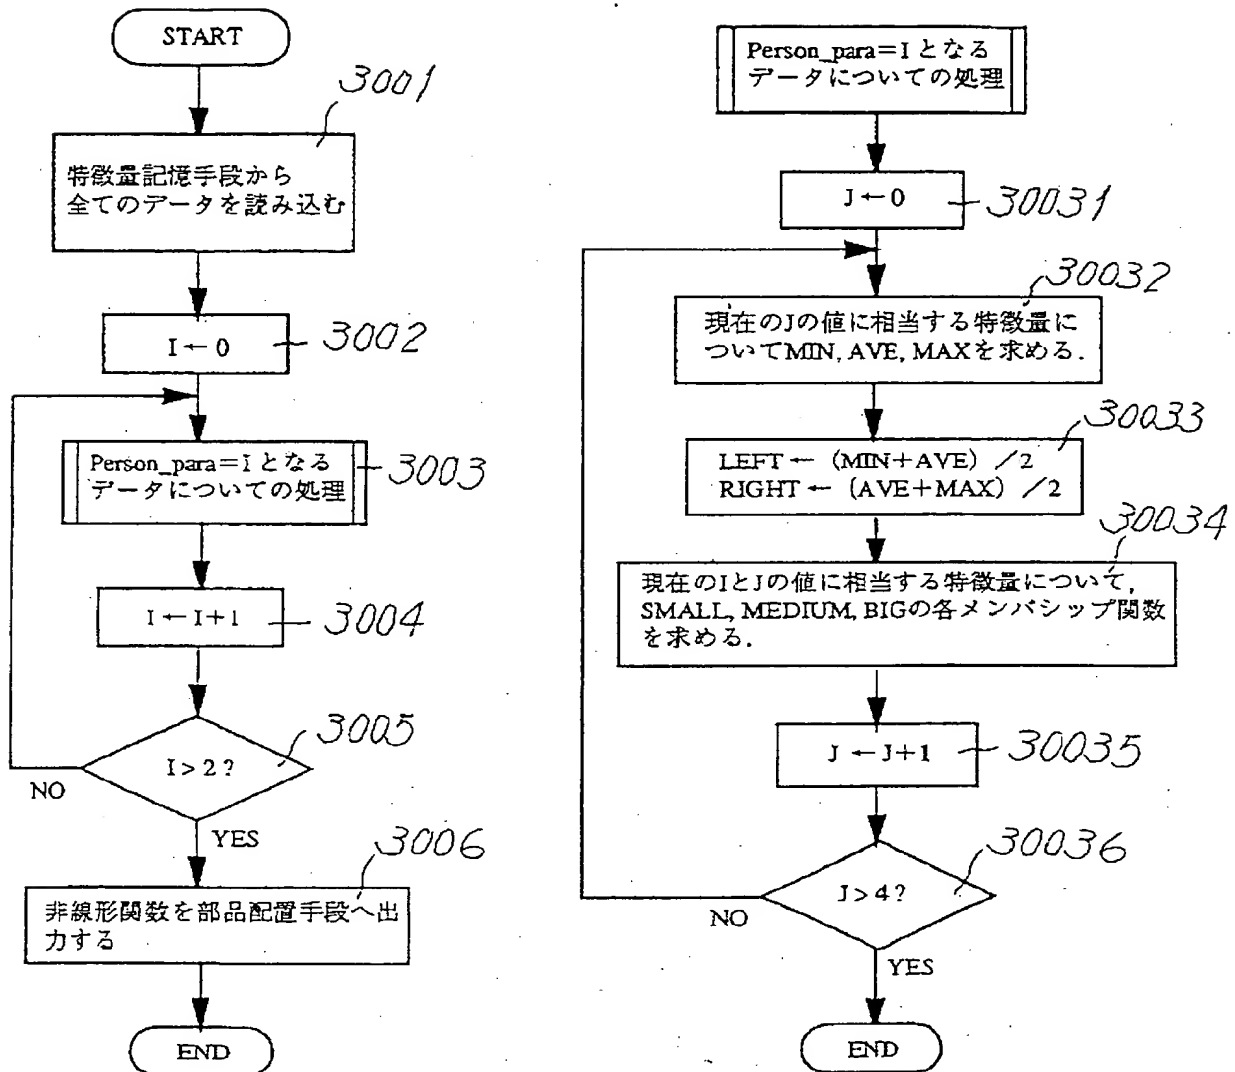 START
3001
特徴量記憶手段から
全てのデータを読み込む
I←0
3002
Person_para=Iとなる
データについての処理
3003
I←I+1
3004
3005
I>2?
NO
YES
3006
非線形関数を部品配置手段へ出
力する
END
Person_para=Iとなる
データについての処理
J←0
30031
30032
現在のJの値に相当する特徴量に
ついてMIN, AVE, MAXを求める.
30033
LEFT← (MIN+AVE) /2
RIGHT← (AVE+MAX) /2
30034
現在のIとJの値に相当する特徴量について,
SMALL, MEDIUM, BIGの各メンバシップ関数
を求める.
J←J+1
30035
30036
J>4?
NO
YES
END